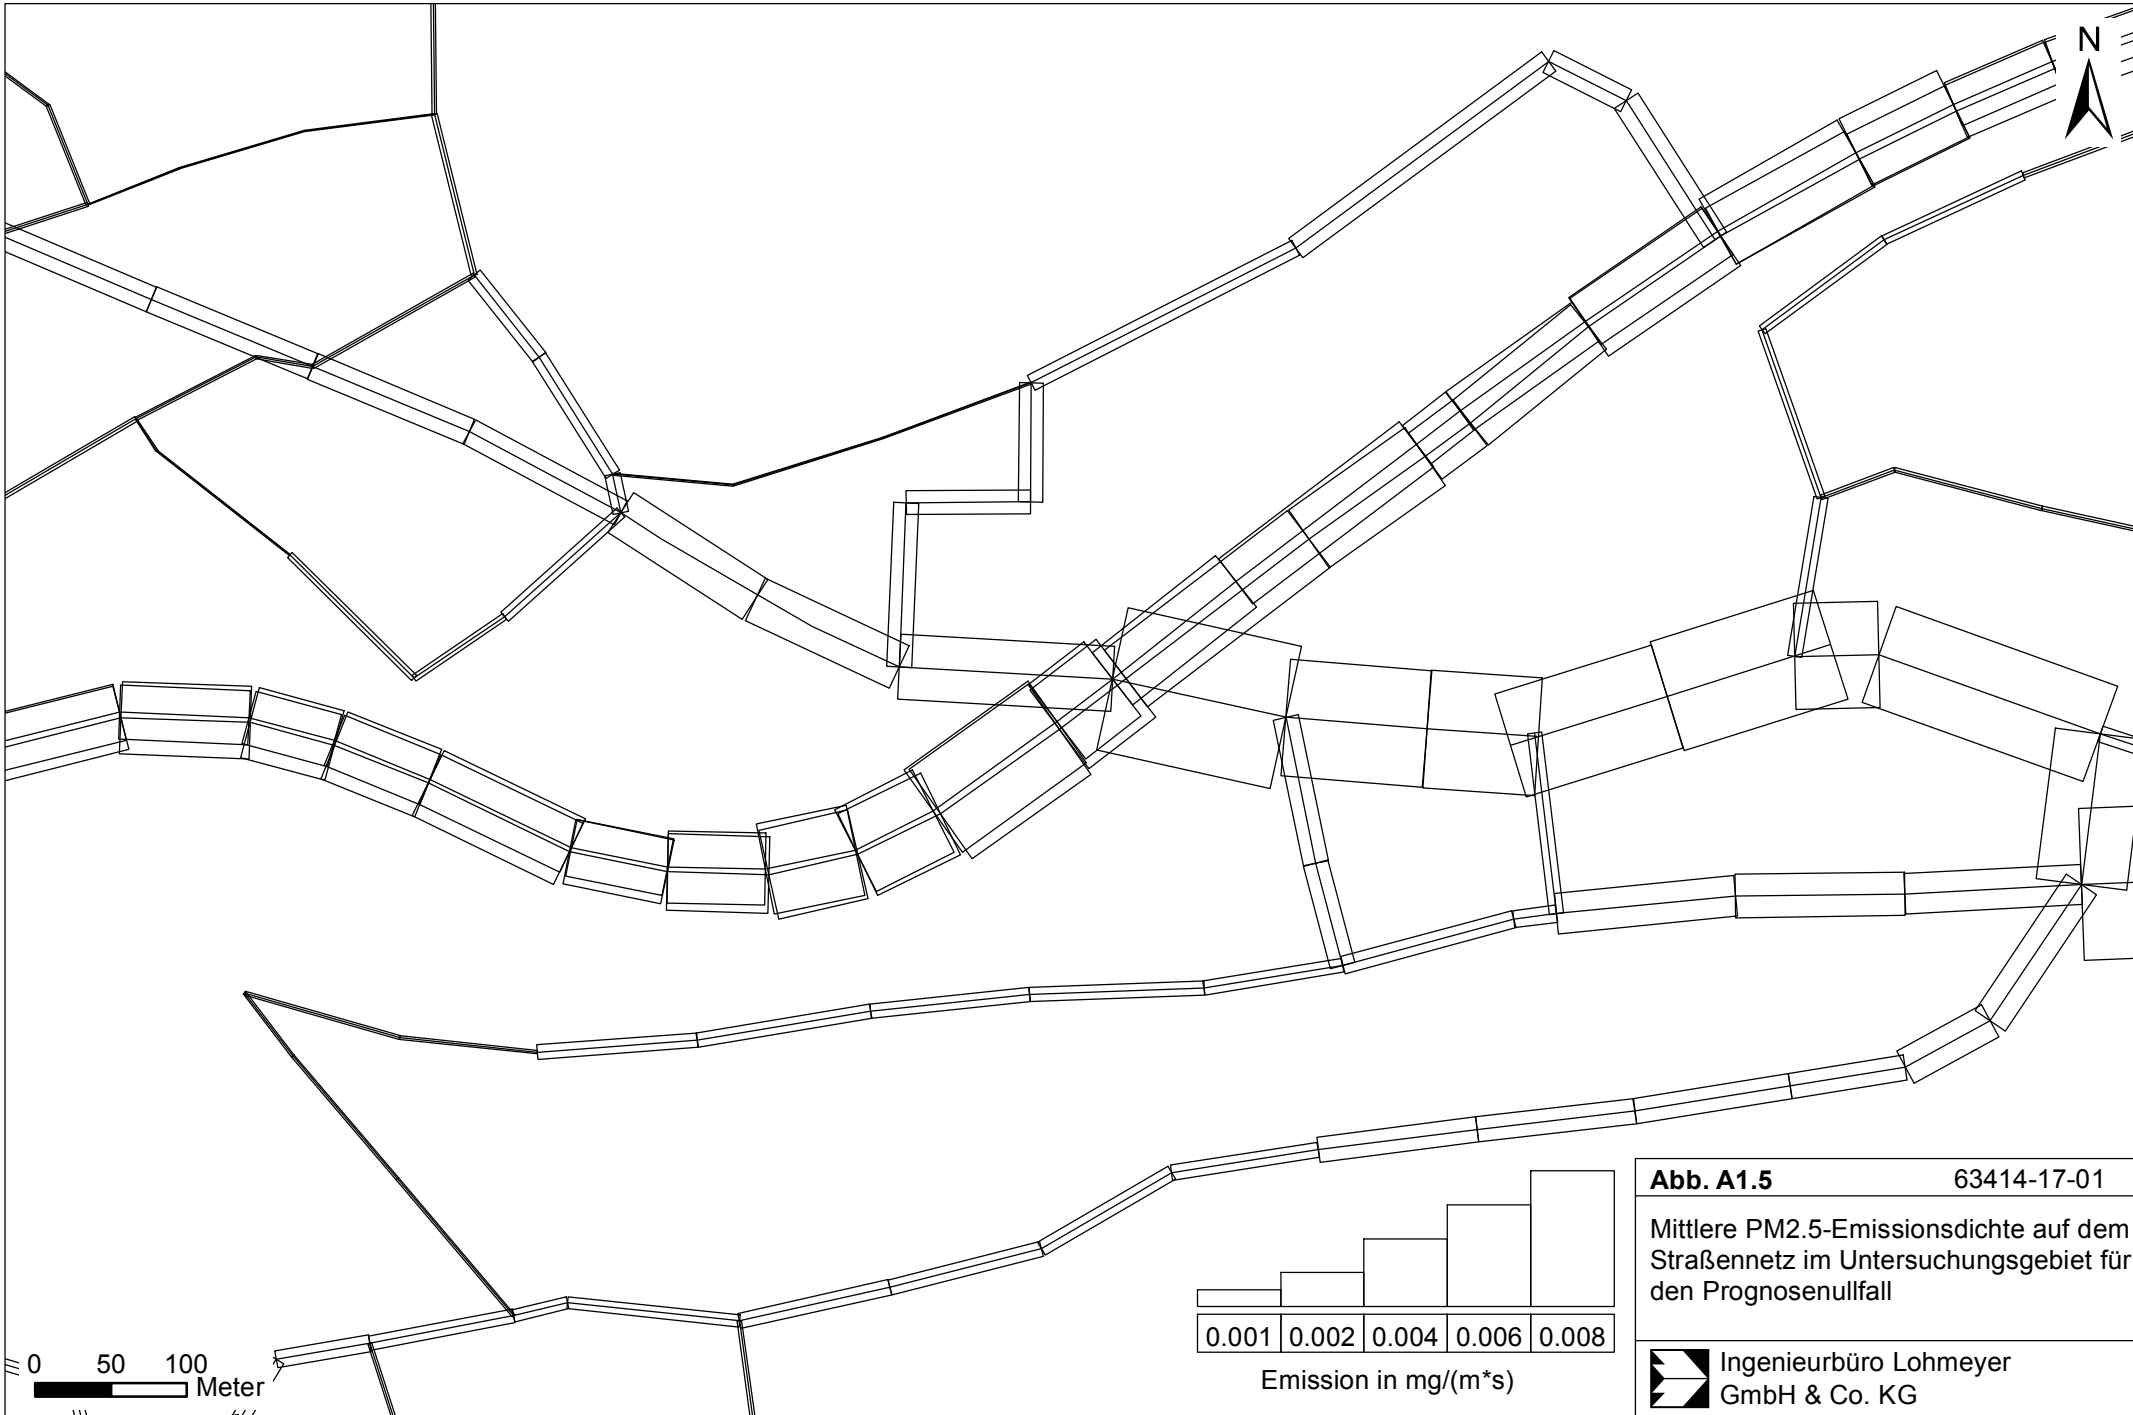 N
Abb. A1.5 63414-17-01
Mittlere PM2.5-Emissionsdichte auf dem
Straßennetz im Untersuchungsgebiet für
den Prognosenullfall
0.001 0.002 0.004 0.006 0.008
Emission in mg/(m*s)
0 50 100
Meter
Ingenieurbüro Lohmeyer
GmbH & Co. KG